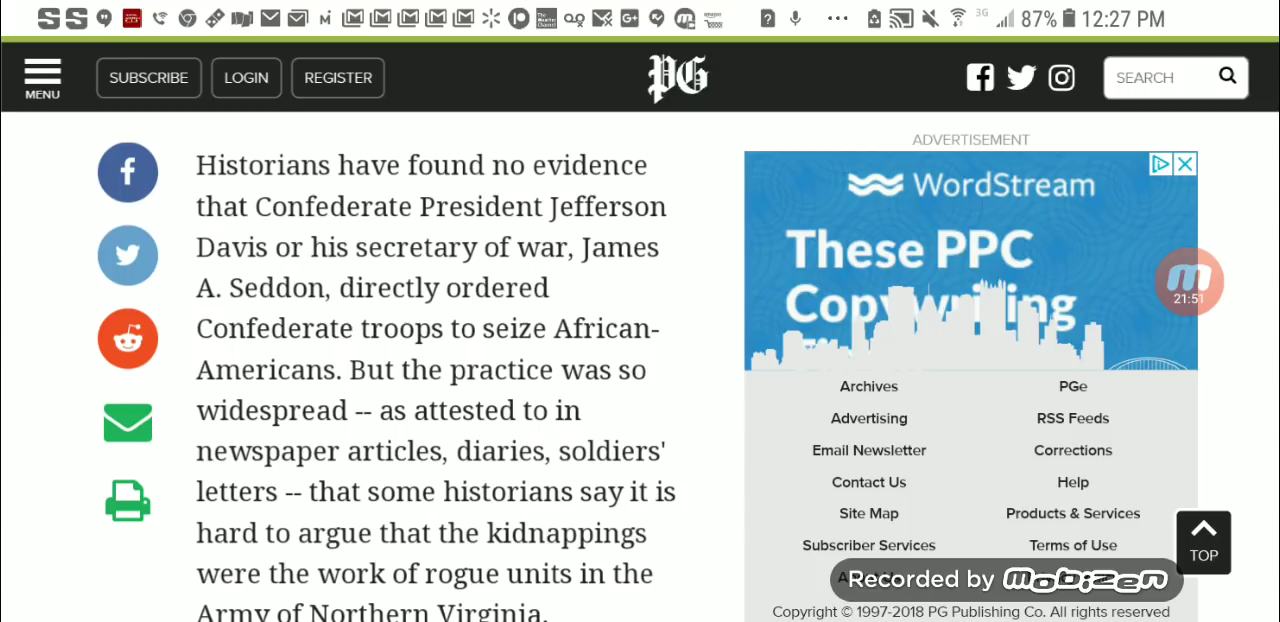 3G 87% 12:27 PM
MENU
SUBSCRIBE
LOGIN
REGISTER
PG
SEARCH
Historians have found no evidence
that Confederate President Jefferson
Davis or his secretary of war, James
A. Seddon, directly ordered
Confederate troops to seize African-
Americans. But the practice was so
widespread -- as attested to in
newspaper articles, diaries, soldiers'
letters -- that some historians say it is
hard to argue that the kidnappings
were the work of rogue units in the
Army of Northern Virginia.
ADVERTISEMENT
WordStream
These PPC
Copywriting
21:51
Archives
PGe
Advertising
RSS Feeds
Email Newsletter
Corrections
Contact Us
Help
Site Map
Products & Services
Subscriber Services
Terms of Use
TOP
Recorded by mobizen
Copyright © 1997-2018 PG Publishing Co. All rights reserved